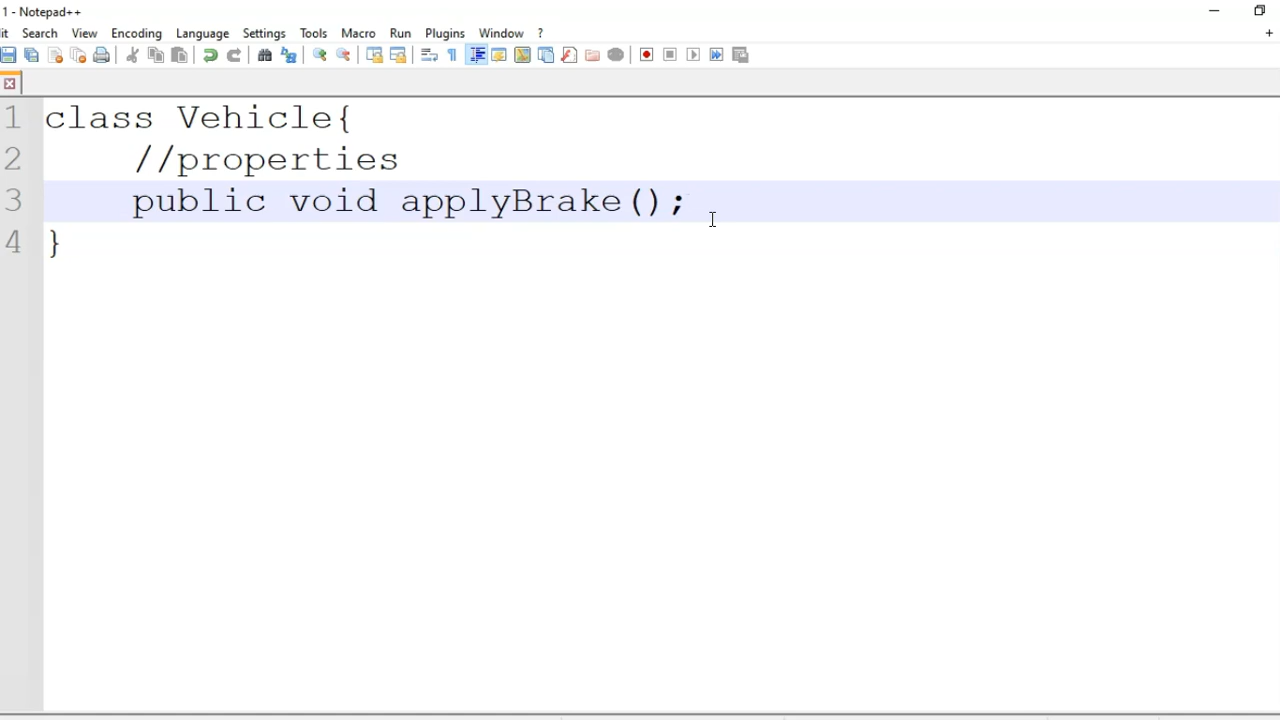 1 - Notepad++
it Search View Encoding Language Settings Tools Macro Run Plugins Window ?
1 class Vehicle{
2 //properties
3 public void applyBrake();
4 }